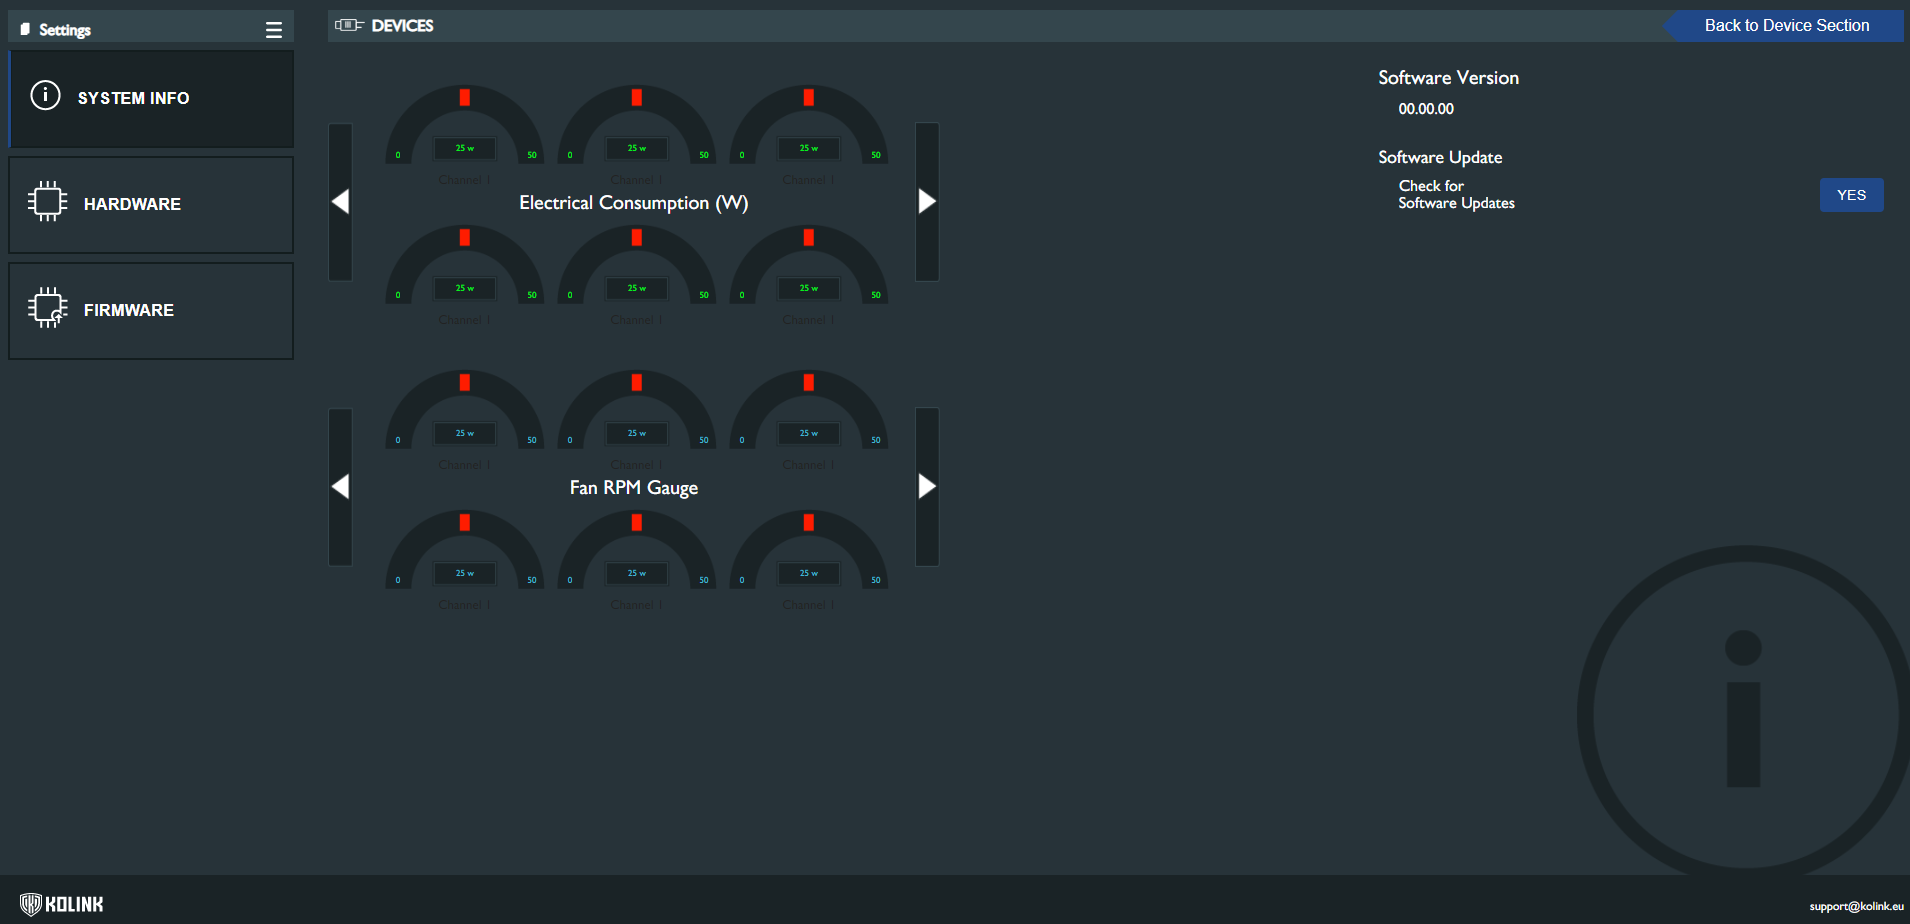 Settings
DEVICES
Back to Device Section
SYSTEM INFO
HARDWARE
FIRMWARE
25 w 25 w 25 w
0 50 0 50 0 50
Channel 1 Channel 1 Channel 1
Electrical Consumption (W)
25 w 25 w 25 w
0 50 0 50 0 50
Channel 1 Channel 1 Channel 1
25 w 25 w 25 w
0 50 0 50 0 50
Channel 1 Channel 1 Channel 1
Fan RPM Gauge
25 w 25 w 25 w
0 50 0 50 0 50
Channel 1 Channel 1 Channel 1
Software Version
00.00.00
Software Update
Check for
Software Updates
YES
KOLINK
support@kolink.eu